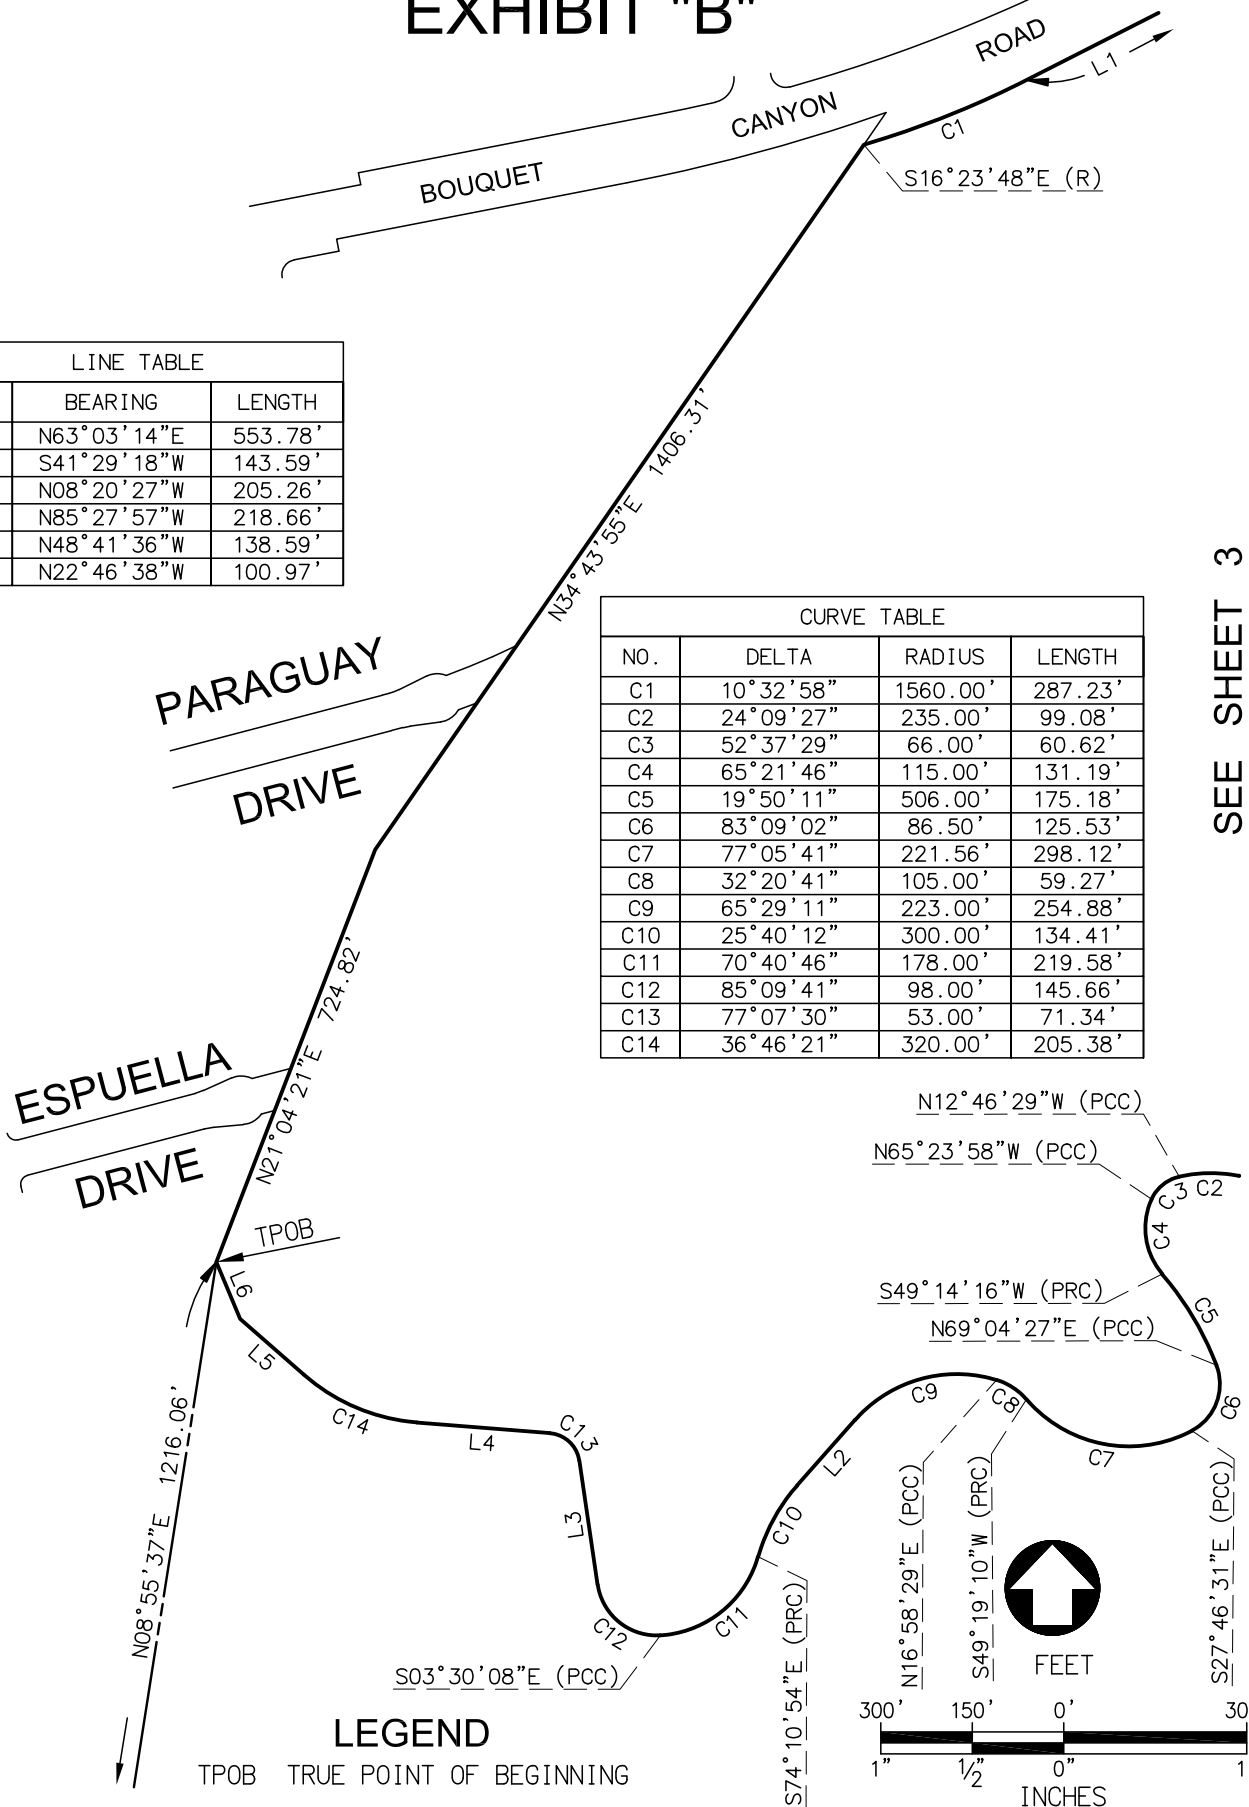 EXHIBIT "B"
ROAD
L1
CANYON
C1
BOUQUET
S16°23'48"E (R)
LINE TABLE
BEARING LENGTH
N63°03'14"E 553.78'
S41°29'18"W 143.59'
N08°20'27"W 205.26'
N85°27'57"W 218.66'
N48°41'36"W 138.59'
N22°46'38"W 100.97'
N34°43'55"E 1406.31'
SEE SHEET 3
PARAGUAY
DRIVE
CURVE TABLE
NO. DELTA RADIUS LENGTH
C1 10°32'58" 1560.00' 287.23'
C2 24°09'27" 235.00' 99.08'
C3 52°37'29" 66.00' 60.62'
C4 65°21'46" 115.00' 131.19'
C5 19°50'11" 506.00' 175.18'
C6 83°09'02" 86.50' 125.53'
C7 77°05'41" 221.56' 298.12'
C8 32°20'41" 105.00' 59.27'
C9 65°29'11" 223.00' 254.88'
C10 25°40'12" 300.00' 134.41'
C11 70°40'46" 178.00' 219.58'
C12 85°09'41" 98.00' 145.66'
C13 77°07'30" 53.00' 71.34'
C14 36°46'21" 320.00' 205.38'
N21°04'21"E 724.82'
ESPUELLA
DRIVE
N12°46'29"W (PCC)
N65°23'58"W (PCC)
C3 C2
C4
TPOB
L6
S49°14'16"W (PRC)
C5
N69°04'27"E (PCC)
L5
C14
L4
C13
C9
C8
C6
C7
L2
N08°55'37"E 1216.06'
L3
C10
C12
C11
S03°30'08"E (PCC)
S74°10'54"E (PRC)
N16°58'29"E (PCC)
S49°19'10"W (PRC)
S27°46'31"E (PCC)
FEET
300' 150' 0' 30
1" 1/2 0" 1
INCHES
LEGEND
TPOB TRUE POINT OF BEGINNING